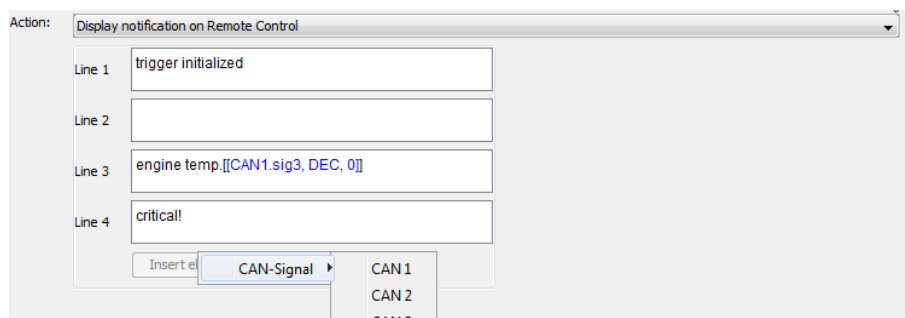 Action:
Display notification on Remote Control
Line 1
trigger initialized
Line 2
Line 3
engine temp.[[CAN1.sig3, DEC, 0]]
Line 4
critical!
Insert
CAN-Signal
CAN 1
CAN 2